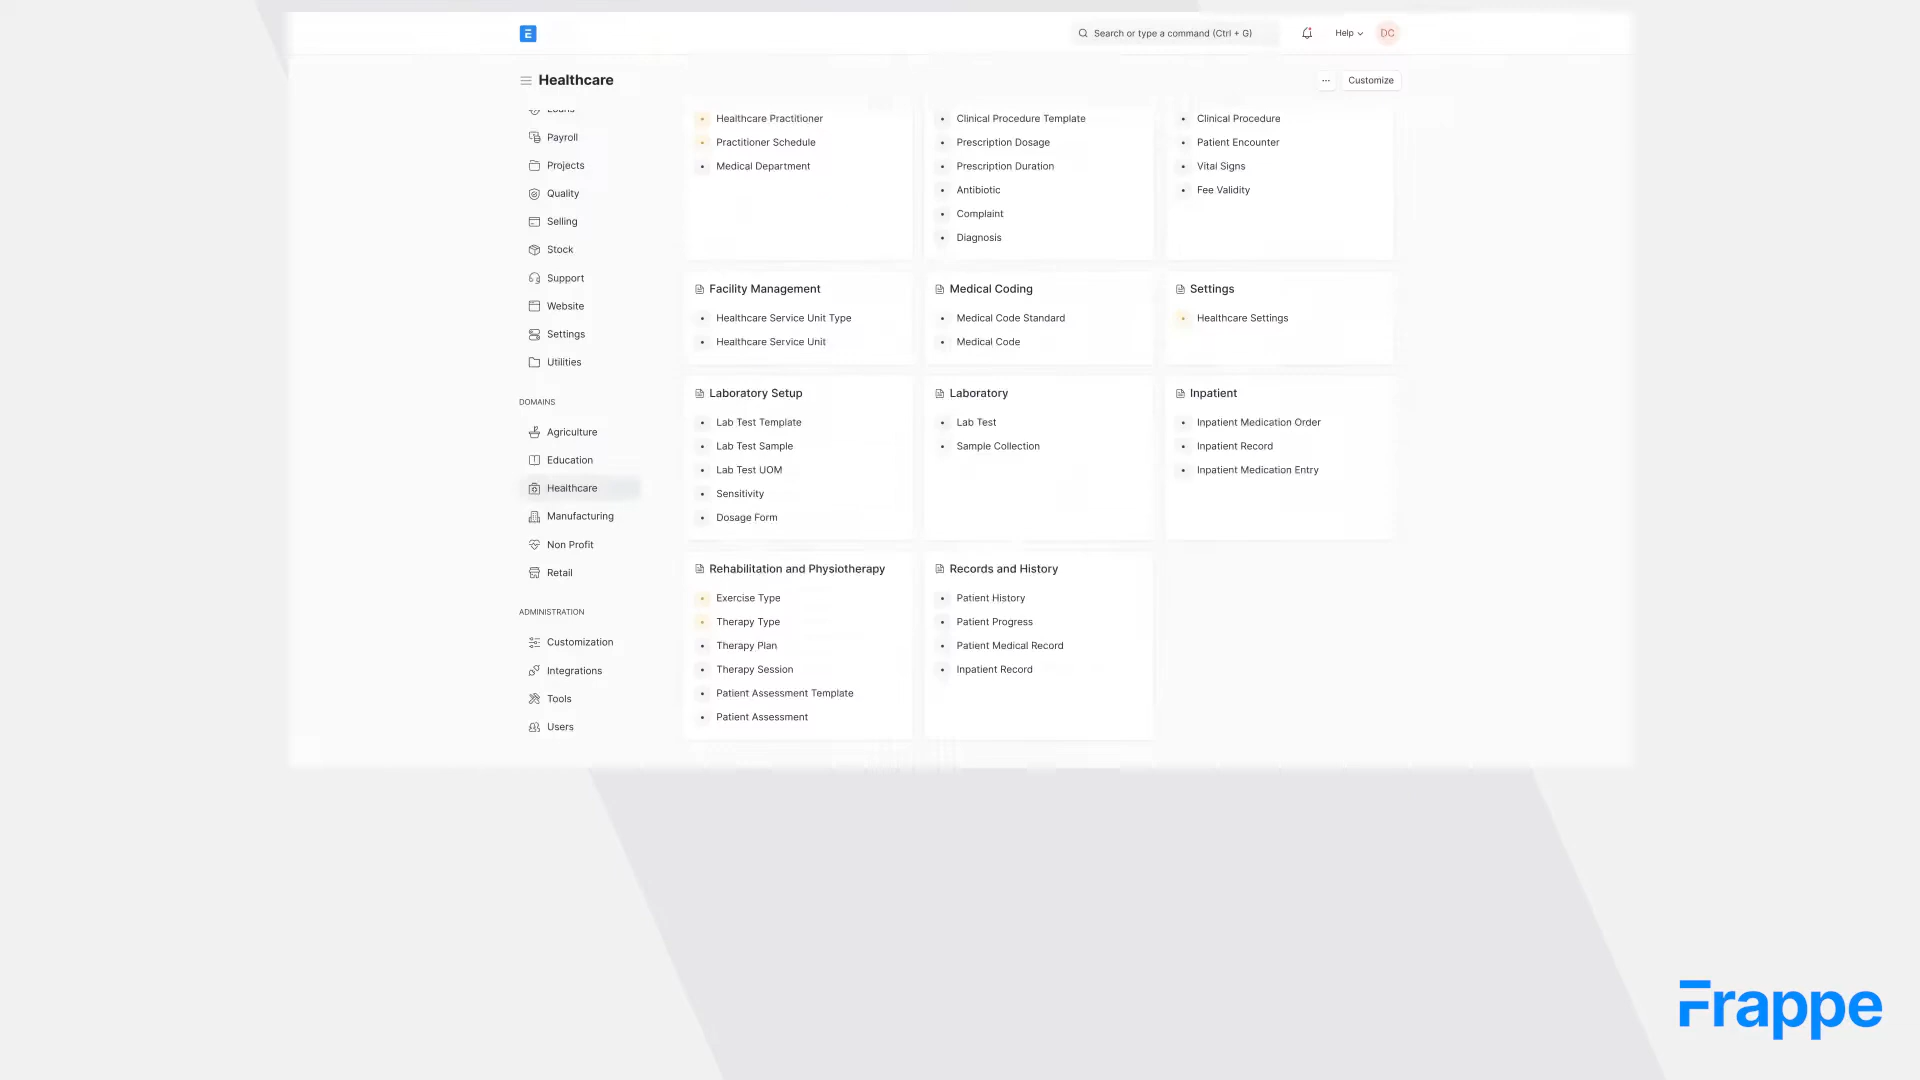 E
Search or type a command (Ctrl + G)
Help
DC
Healthcare
...
Customize
Payroll
Projects
Quality
Selling
Stock
Support
Website
Settings
Utilities
DOMAINS
Agriculture
Education
Healthcare
Manufacturing
Non Profit
Retail
ADMINISTRATION
Customization
Integrations
Tools
Users
Healthcare Practitioner
Practitioner Schedule
Medical Department
Clinical Procedure Template
Prescription Dosage
Prescription Duration
Antibiotic
Complaint
Diagnosis
Clinical Procedure
Patient Encounter
Vital Signs
Fee Validity
Facility Management
Healthcare Service Unit Type
Healthcare Service Unit
Medical Coding
Medical Code Standard
Medical Code
Settings
Healthcare Settings
Laboratory Setup
Lab Test Template
Lab Test Sample
Lab Test UOM
Sensitivity
Dosage Form
Laboratory
Lab Test
Sample Collection
Inpatient
Inpatient Medication Order
Inpatient Record
Inpatient Medication Entry
Rehabilitation and Physiotherapy
Exercise Type
Therapy Type
Therapy Plan
Therapy Session
Patient Assessment Template
Patient Assessment
Records and History
Patient History
Patient Progress
Patient Medical Record
Inpatient Record
Frappe